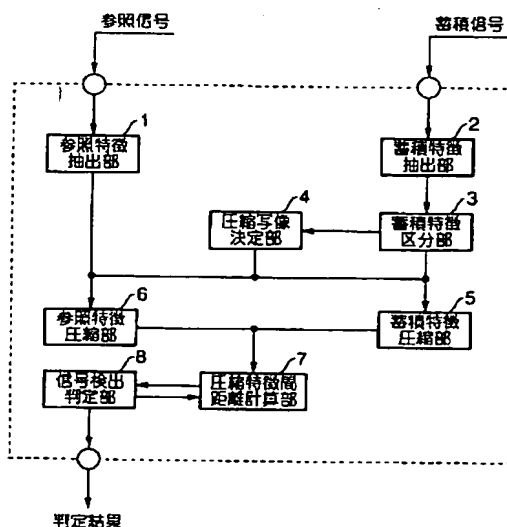 参照信号
蓄積信号
1
参照特徴
抽出部
2
蓄積特徴
抽出部
4
圧縮写像
決定部
3
蓄積特徴
区分部
6
参照特徴
圧縮部
5
蓄積特徴
圧縮部
8
信号検出
判定部
7
圧縮特徴間
距離計算部
判定結果